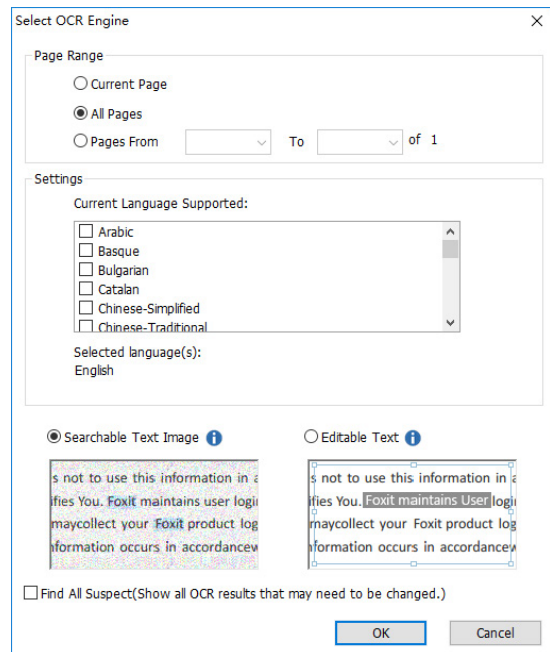 Select OCR Engine
Page Range
Current Page
All Pages
Pages From To of 1
Settings
Current Language Supported:
Arabic
Basque
Bulgarian
Catalan
Chinese-Simplified
Chinese-Traditional
Selected language(s):
English
Searchable Text Image
Editable Text
s not to use this information in a
ifies You. Foxit maintains user logi
maycollect your Foxit product log
nformation occurs in accordancew
s not to use this information in a
ifies You. Foxit maintains User logi
maycollect your Foxit product log
nformation occurs in accordancew
Find All Suspect(Show all OCR results that may need to be changed.)
OK Cancel